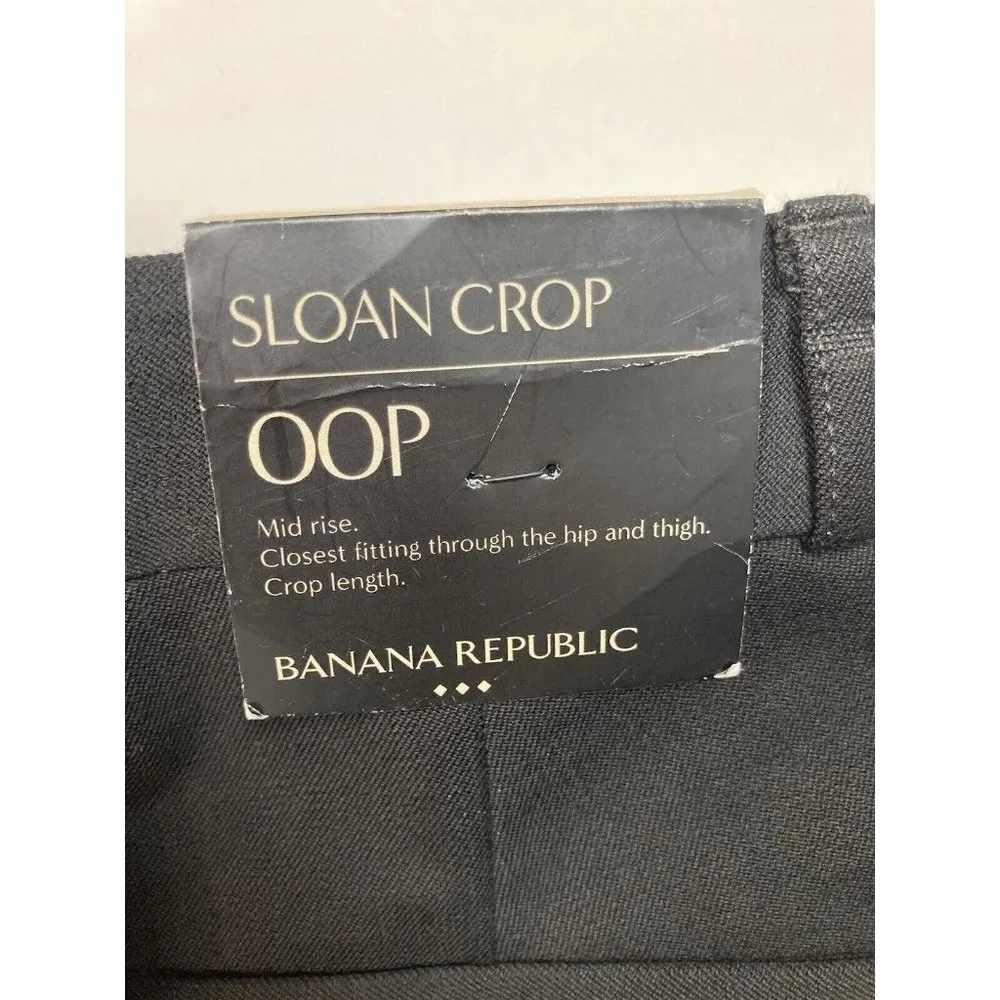 SLOAN CROP
OOP
Mid rise.
Closest fitting through the hip and thigh.
Crop length.
BANANA REPUBLIC